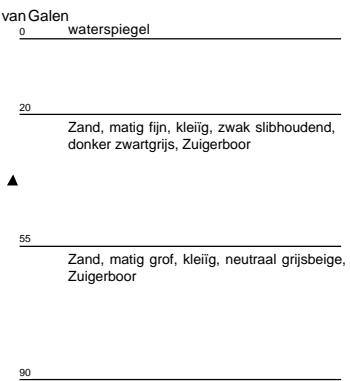 van Galen
0 waterspiegel
20
Zand, matig fijn, kleiïg, zwak slibhoudend,
donker zwartgrijs, Zuigerboor
55
Zand, matig grof, kleiïg, neutraal grijsbeige,
Zuigerboor
90